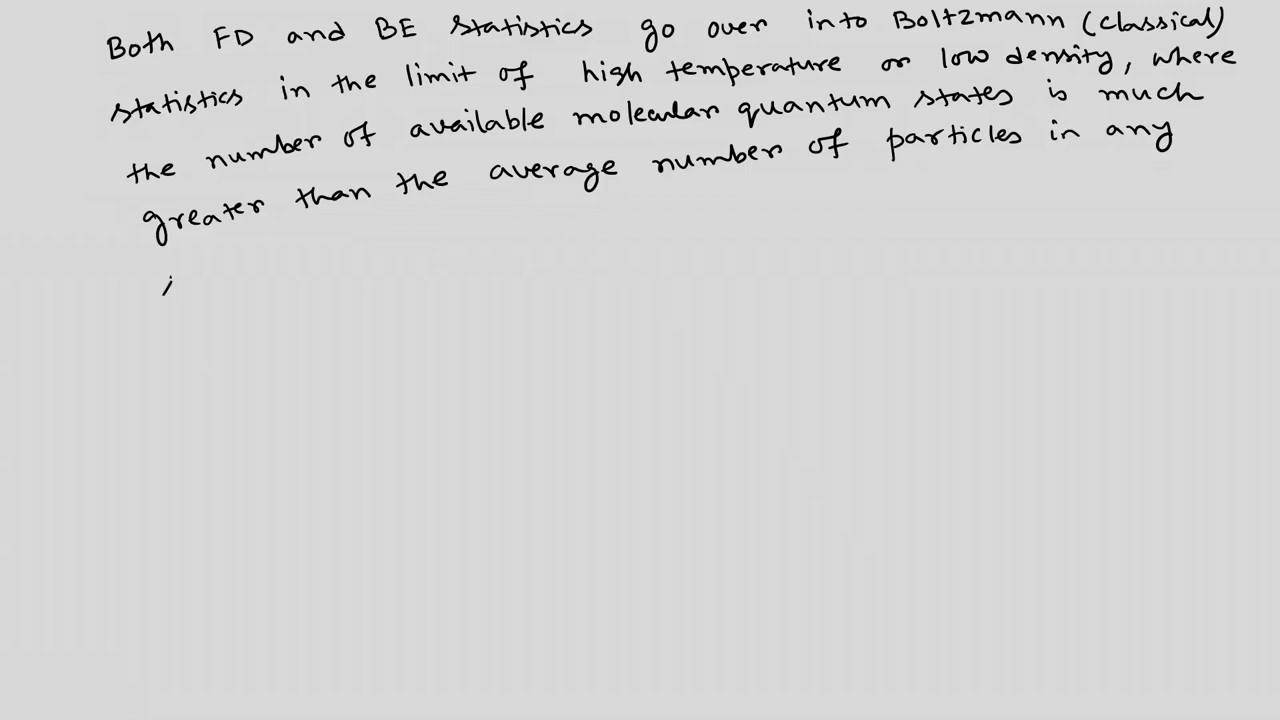 Both FD and BE statistics go over into Boltzmann (classical)
statistics in the limit of high temperature or low density, where
the number of available molecular quantum states is much
greater than the average number of particles in any